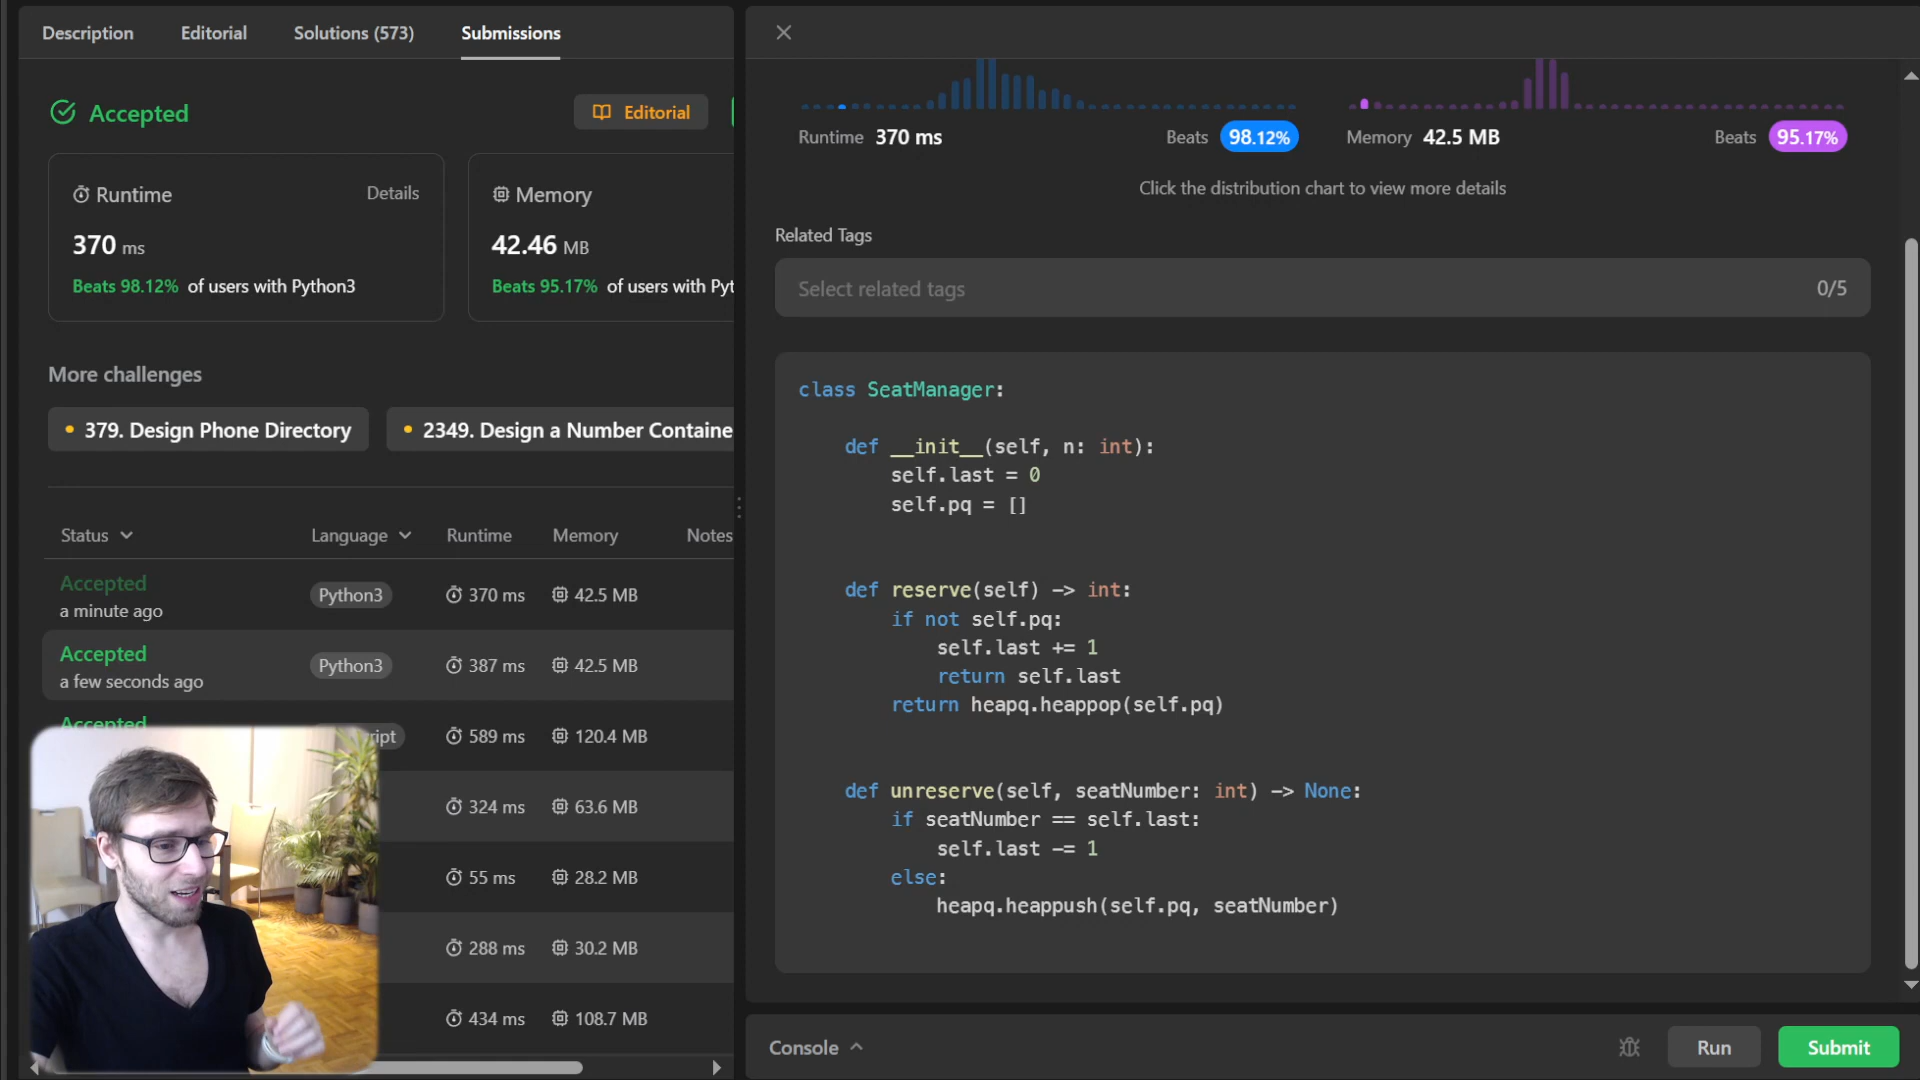 Description
Editorial
Solutions (573)
Submissions
Accepted
Editorial
Runtime
Details
370 ms
Beats 98.12% of users with Python3
Memory
42.46 MB
Beats 95.17% of users with Pyt
More challenges
379. Design Phone Directory
2349. Design a Number Containe
Status
Language
Runtime
Memory
Notes
Accepted
a minute ago
Python3
370 ms
42.5 MB
Accepted
a few seconds ago
Python3
387 ms
42.5 MB
Accepted
ript
589 ms
120.4 MB
324 ms
63.6 MB
55 ms
28.2 MB
288 ms
30.2 MB
434 ms
108.7 MB
Runtime 370 ms
Beats 98.12%
Memory 42.5 MB
Beats 95.17%
Click the distribution chart to view more details
Related Tags
Select related tags
0/5
class SeatManager:
def __init__(self, n: int):
self.last = 0
self.pq = []
def reserve(self) -> int:
if not self.pq:
self.last += 1
return self.last
return heapq.heappop(self.pq)
def unreserve(self, seatNumber: int) -> None:
if seatNumber == self.last:
self.last -= 1
else:
heapq.heappush(self.pq, seatNumber)
Console
Run
Submit